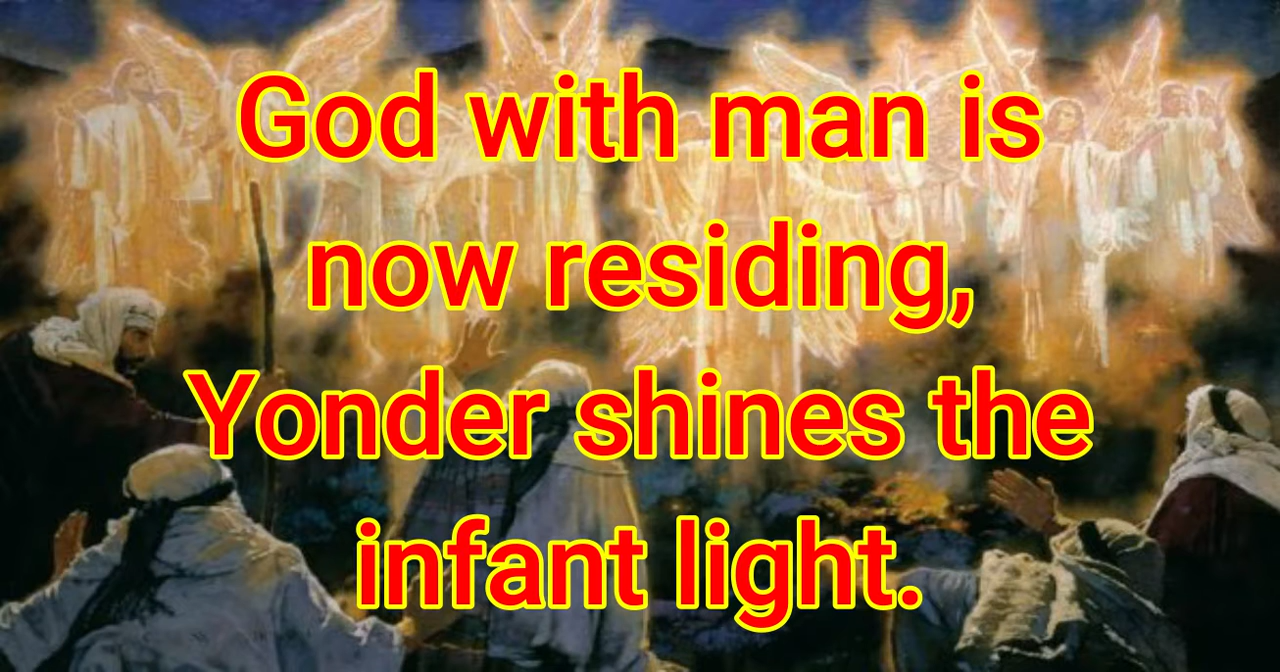 God with man is
now residing,
Yonder shines the
infant light.